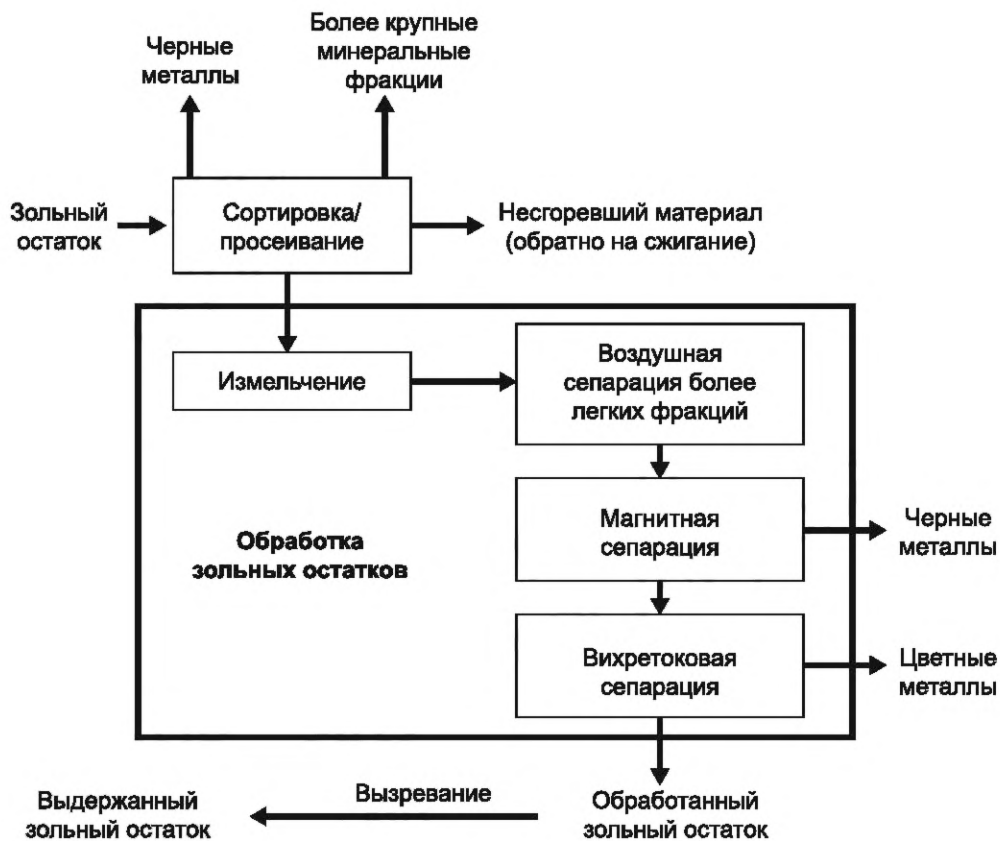 Черные
металлы
Более крупные
минеральные
фракции
Зольный
остаток
Сортировка/
просеивание
Несгоревший материал
(обратно на сжигание)
Измельчение
Воздушная
сепарация более
легких фракций
Обработка
зольных остатков
Магнитная
сепарация
Черные
металлы
Вихретоковая
сепарация
Цветные
металлы
Выдержанный
зольный остаток
Вызревание
Обработанный
зольный остаток